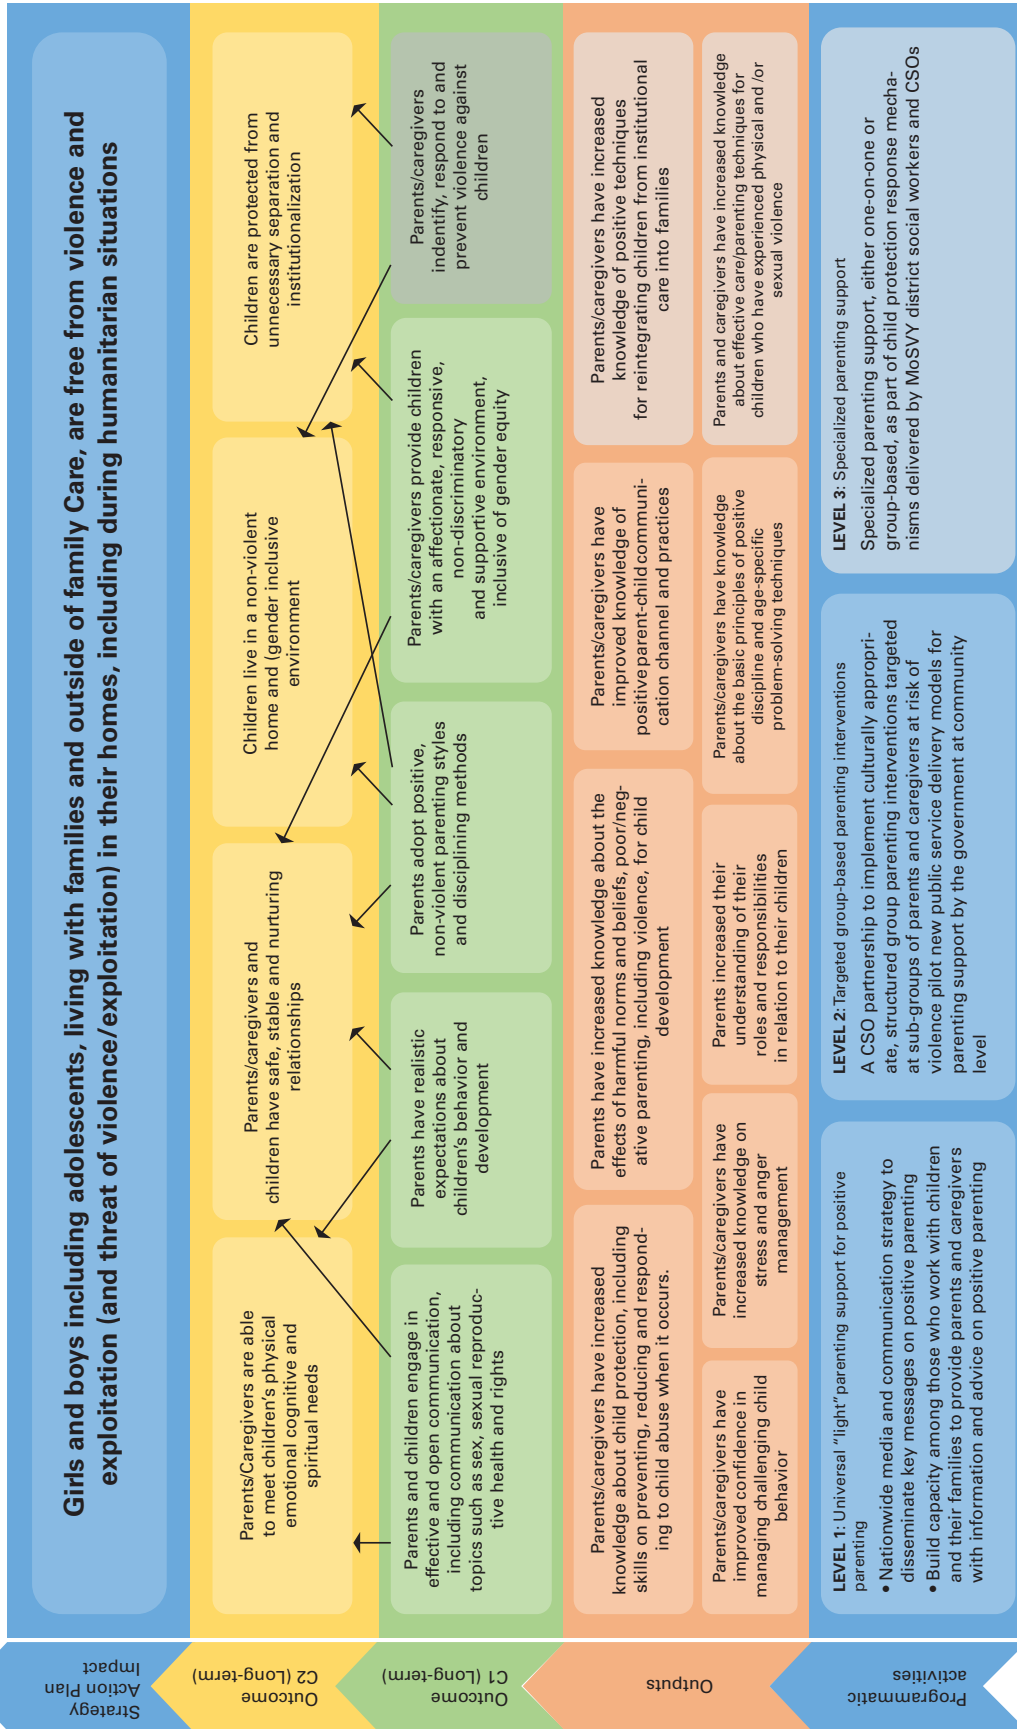 Strategy
Action Plan
Impact
Girls and boys including adolescents, living with families and outside of family Care, are free from violence and
exploitation (and threat of violence/exploitation) in their homes, including during humanitarian situations
Outcome
C2 (Long-term)
Parents/Caregivers are able
to meet children's physical
emotional cognitive and
spiritual needs
Parents/caregivers and
children have safe, stable and nurturing
relationships
Children live in a non-violent
home and (gender inclusive
environment
Children are protected from
unnecessary separation and
institutionalization
Outcome
C1 (Long-term)
Parents and children engage in
effective and open communication,
including communication about
topics such as sex, sexual reproduc-
tive health and rights
Parents have realistic
expectations about
children's behavior and
development
Parents adopt positive,
non-violent parenting styles
and disciplining methods
Parents/caregivers provide children
with an affectionate, responsive,
non-discriminatory
and supportive environment,
inclusive of gender equity
Parents/caregivers
indentify, respond to and
prevent violence against
children
Outputs
Parents/caregivers have increased
knowledge about child protection, including
skills on preventing, reducing and respond-
ing to child abuse when it occurs.
Parents have increased knowledge about the
effects of harmful norms and beliefs, poor/neg-
ative parenting, including violence, for child
development
Parents/caregivers have
improved knowledge of
positive parent-child communi-
cation channel and practices
Parents/caregivers have increased
knowledge of positive techniques
for reintegrating children from institutional
care into families
Parents/caregivers have
improved confidence in
managing challenging child
behavior
Parents/caregivers have
increased knowledge on
stress and anger
management
Parents increased their
understanding of their
roles and responsibilities
in relation to their children
Parents/caregivers have knowledge
about the basic principles of positive
discipline and age-specific
problem-solving techniques
Parents and caregivers have increased knowledge
about effective care/parenting techniques for
children who have experienced physical and /or
sexual violence
Programmatic
activities
LEVEL 1: Universal "light" parenting support for positive
parenting
• Nationwide media and communication strategy to
disseminate key messages on positive parenting
• Build capacity among those who work with children
and their families to provide parents and caregivers
with information and advice on positive parenting
LEVEL 2: Targeted group-based parenting interventions
A CSO partnership to implement culturally appropri-
ate, structured group parenting interventions targeted
at sub-groups of parents and caregivers at risk of
violence pilot new public service delivery models for
parenting support by the government at community
level
LEVEL 3: Specialized parenting support
Specialized parenting support, either one-on-one or
group-based, as part of child protection response mecha-
nisms delivered by MoSVY district social workers and CSOs